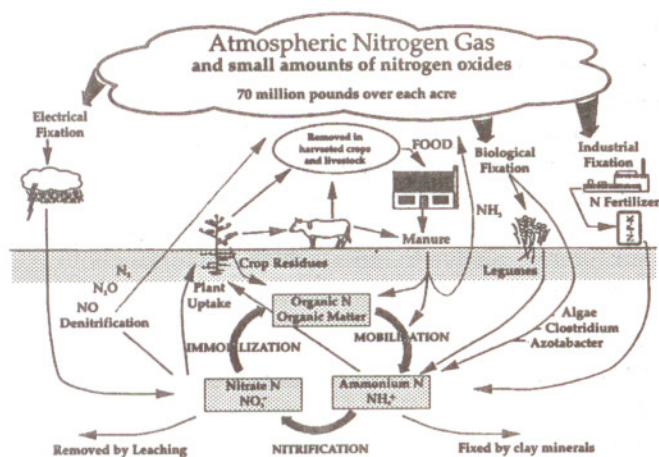 Atmospheric Nitrogen Gas
and small amounts of nitrogen oxides
70 million pounds over each acre
Electrical
Fixation
Removed in
harvested crops
and livestock
FOOD
Biological
Fixation
Industrial
Fixation
N Fertilizer
NH₃
Manure
Crop Residues
Legumes
N₂
N₂O
NO
Denitrification
Plant
Uptake
Organic N
Organic Matter
IMMOBILIZATION
MOBILISATION
Algae
Clostridium
Azotabacter
Nitrate N
NO₃⁻
Ammonium N
NH₄⁺
Removed by Leaching
NITRIFICATION
Fixed by clay minerals